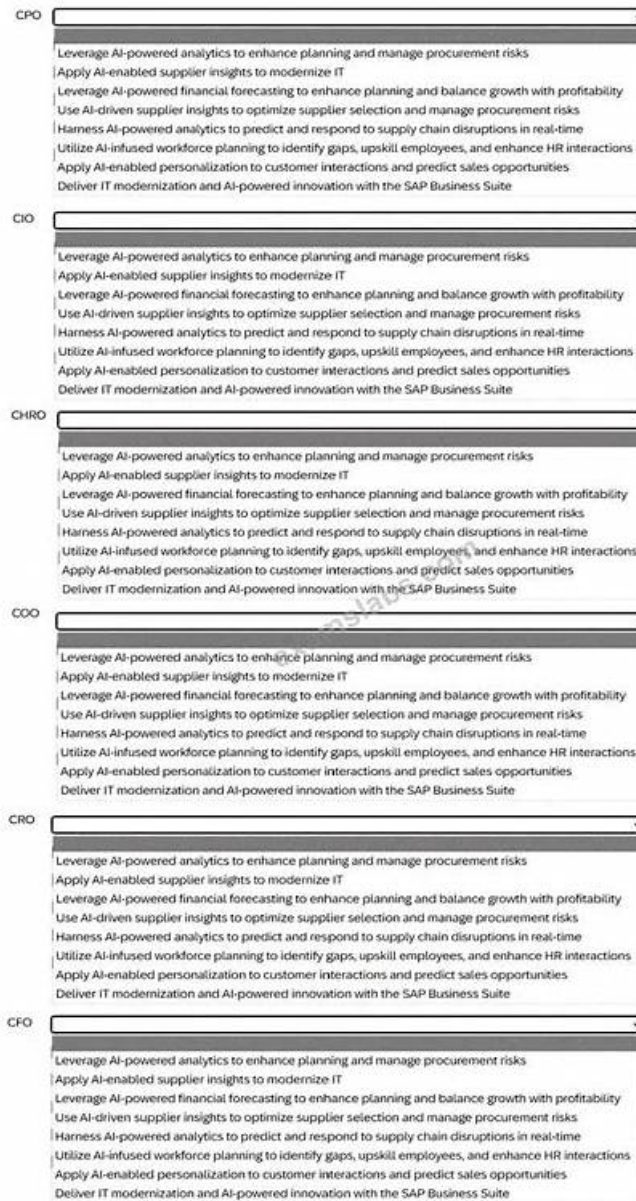 CPO
Leverage AI-powered analytics to enhance planning and manage procurement risks
Apply AI-enabled supplier insights to modernize IT
Leverage AI-powered financial forecasting to enhance planning and balance growth with profitability
Use AI-driven supplier insights to optimize supplier selection and manage procurement risks
Harness AI-powered analytics to predict and respond to supply chain disruptions in real-time
Utilize AI-infused workforce planning to identify gaps, upskill employees, and enhance HR interactions
Apply AI-enabled personalization to customer interactions and predict sales opportunities
Deliver IT modernization and AI-powered innovation with the SAP Business Suite
CIO
Leverage AI-powered analytics to enhance planning and manage procurement risks
Apply AI-enabled supplier insights to modernize IT
Leverage AI-powered financial forecasting to enhance planning and balance growth with profitability
Use AI-driven supplier insights to optimize supplier selection and manage procurement risks
Harness AI-powered analytics to predict and respond to supply chain disruptions in real-time
Utilize AI-infused workforce planning to identify gaps, upskill employees, and enhance HR interactions
Apply AI-enabled personalization to customer interactions and predict sales opportunities
Deliver IT modernization and AI-powered innovation with the SAP Business Suite
CHRO
Leverage AI-powered analytics to enhance planning and manage procurement risks
Apply AI-enabled supplier insights to modernize IT
Leverage AI-powered financial forecasting to enhance planning and balance growth with profitability
Use AI-driven supplier insights to optimize supplier selection and manage procurement risks
Harness AI-powered analytics to predict and respond to supply chain disruptions in real-time
Utilize AI-infused workforce planning to identify gaps, upskill employees, and enhance HR interactions
Apply AI-enabled personalization to customer interactions and predict sales opportunities
Deliver IT modernization and AI-powered innovation with the SAP Business Suite
COO
Leverage AI-powered analytics to enhance planning and manage procurement risks
Apply AI-enabled supplier insights to modernize IT
Leverage AI-powered financial forecasting to enhance planning and balance growth with profitability
Use AI-driven supplier insights to optimize supplier selection and manage procurement risks
Harness AI-powered analytics to predict and respond to supply chain disruptions in real-time
Utilize AI-infused workforce planning to identify gaps, upskill employees, and enhance HR interactions
Apply AI-enabled personalization to customer interactions and predict sales opportunities
Deliver IT modernization and AI-powered innovation with the SAP Business Suite
CRO
Leverage AI-powered analytics to enhance planning and manage procurement risks
Apply AI-enabled supplier insights to modernize IT
Leverage AI-powered financial forecasting to enhance planning and balance growth with profitability
Use AI-driven supplier insights to optimize supplier selection and manage procurement risks
Harness AI-powered analytics to predict and respond to supply chain disruptions in real-time
Utilize AI-infused workforce planning to identify gaps, upskill employees, and enhance HR interactions
Apply AI-enabled personalization to customer interactions and predict sales opportunities
Deliver IT modernization and AI-powered innovation with the SAP Business Suite
CFO
Leverage AI-powered analytics to enhance planning and manage procurement risks
Apply AI-enabled supplier insights to modernize IT
Leverage AI-powered financial forecasting to enhance planning and balance growth with profitability
Use AI-driven supplier insights to optimize supplier selection and manage procurement risks
Harness AI-powered analytics to predict and respond to supply chain disruptions in real-time
Utilize AI-infused workforce planning to identify gaps, upskill employees, and enhance HR interactions
Apply AI-enabled personalization to customer interactions and predict sales opportunities
Deliver IT modernization and AI-powered innovation with the SAP Business Suite